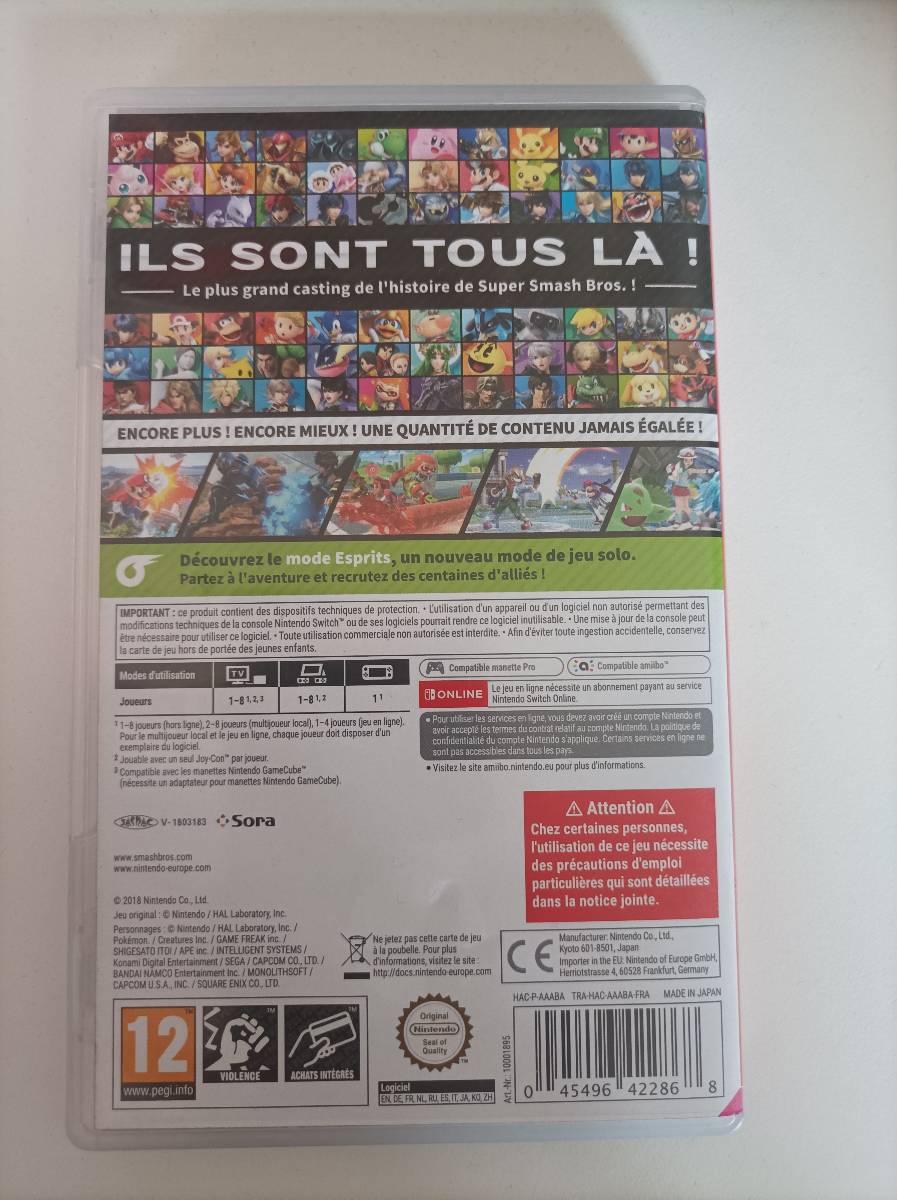 ILS SONT TOUS LÀ !
Le plus grand casting de l'histoire de Super Smash Bros. !
ENCORE PLUS ! ENCORE MIEUX ! UNE QUANTITÉ DE CONTENU JAMAIS ÉGALÉE !
Découvrez le mode Esprits, un nouveau mode de jeu solo.
Partez à l'aventure et recrutez des centaines d'alliés !
IMPORTANT : ce produit contient des dispositifs techniques de protection. • L'utilisation d'un appareil ou d'un logiciel non autorisé permettant des
modifications techniques de la console Nintendo Switch™ ou de ses logiciels pourrait rendre ce logiciel inutilisable. • Une mise à jour de la console peut
être nécessaire pour utiliser ce logiciel. • Toute utilisation commerciale non autorisée est interdite. • Afin d'éviter toute ingestion accidentelle, conservez
la carte de jeu hors de portée des jeunes enfants.
Modes d'utilisation
TV
Joueurs
1-8 1, 2, 3
1-8 1, 2
1 1
Compatible manette Pro
Compatible amiibo™
ONLINE
Le jeu en ligne nécessite un abonnement payant au service
Nintendo Switch Online.
1 1-8 joueurs (hors ligne), 2-8 joueurs (multijoueur local), 1-4 joueurs (jeu en ligne).
Pour le multijoueur local et le jeu en ligne, chaque joueur doit disposer d'un
exemplaire du logiciel.
2 Jouable avec un seul Joy-Con™ par joueur.
3 Compatible avec les manettes Nintendo GameCube™
(nécessite un adaptateur pour manettes Nintendo GameCube).
• Pour utiliser les services en ligne, vous devez avoir créé un compte Nintendo et
avoir accepté les termes du contrat relatif au compte Nintendo. La politique de
confidentialité du compte Nintendo s'applique. Certains services en ligne ne
sont pas accessibles dans tous les pays.
• Visitez le site amiibo.nintendo.eu pour plus d'informations.
JASRAC V-1803183 Sora
www.smashbros.com
www.nintendo-europe.com
⚠ Attention ⚠
Chez certaines personnes,
l'utilisation de ce jeu nécessite
des précautions d'emploi
particulières qui sont détaillées
dans la notice jointe.
© 2018 Nintendo Co., Ltd.
Jeu original : © Nintendo / HAL Laboratory, Inc.
Personnages : © Nintendo / HAL Laboratory, Inc. /
Pokémon. / Creatures Inc. / GAME FREAK inc. /
SHIGESATO ITOI / APE inc. / INTELLIGENT SYSTEMS /
Konami Digital Entertainment / SEGA / CAPCOM CO., LTD. /
BANDAI NAMCO Entertainment Inc. / MONOLITHSOFT /
CAPCOM U.S.A., INC. / SQUARE ENIX CO., LTD.
Ne jetez pas cette carte de jeu
à la poubelle. Pour plus
d'informations, visitez le site :
http://docs.nintendo-europe.com
CE
Manufacturer: Nintendo Co., Ltd.,
Kyoto 601-8501, Japan
Importer in the EU: Nintendo of Europe GmbH,
Herriotstrasse 4, 60528 Frankfurt, Germany
HAC-P-AAABA TRA-HAC-AAABA-FRA MADE IN JAPAN
12
www.pegi.info
VIOLENCE
ACHATS INTÉGRÉS
Original
Nintendo
Seal of
Quality
Logiciel
EN, DE, FR, NL, RU, ES, IT, JA, KO, ZH
Art.-Nr.: 10001895
0 45496 42286 8